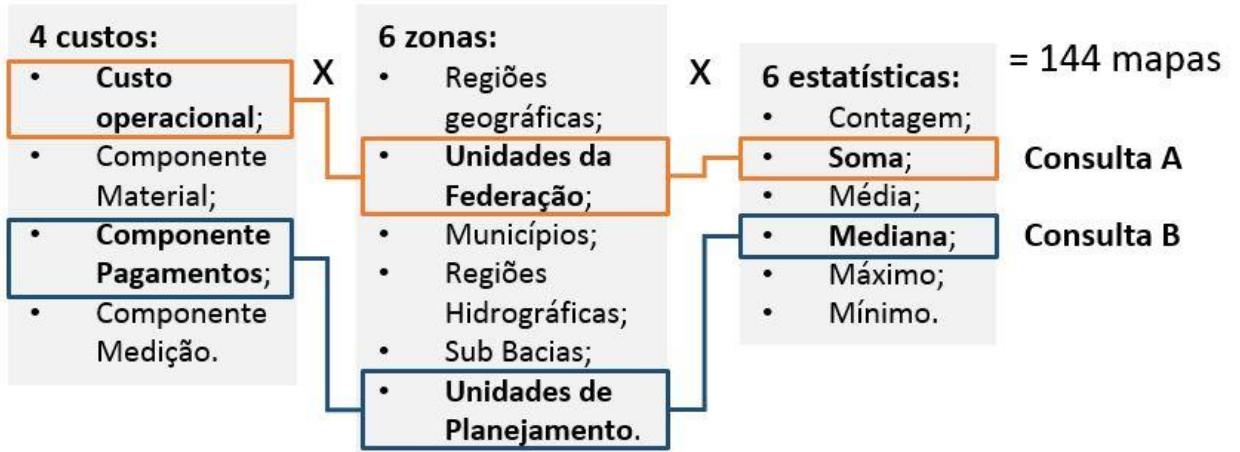 4 custos:
• Custo
operacional;
• Componente
Material;
• Componente
Pagamentos;
• Componente
Medição.
X
6 zonas:
• Regiões
geográficas;
• Unidades da
Federação;
• Municípios;
• Regiões
Hidrográficas;
• Sub Bacias;
• Unidades de
Planejamento.
X
6 estatísticas:
• Contagem;
• Soma;
• Média;
• Mediana;
• Máximo;
• Mínimo.
= 144 mapas
Consulta A
Consulta B